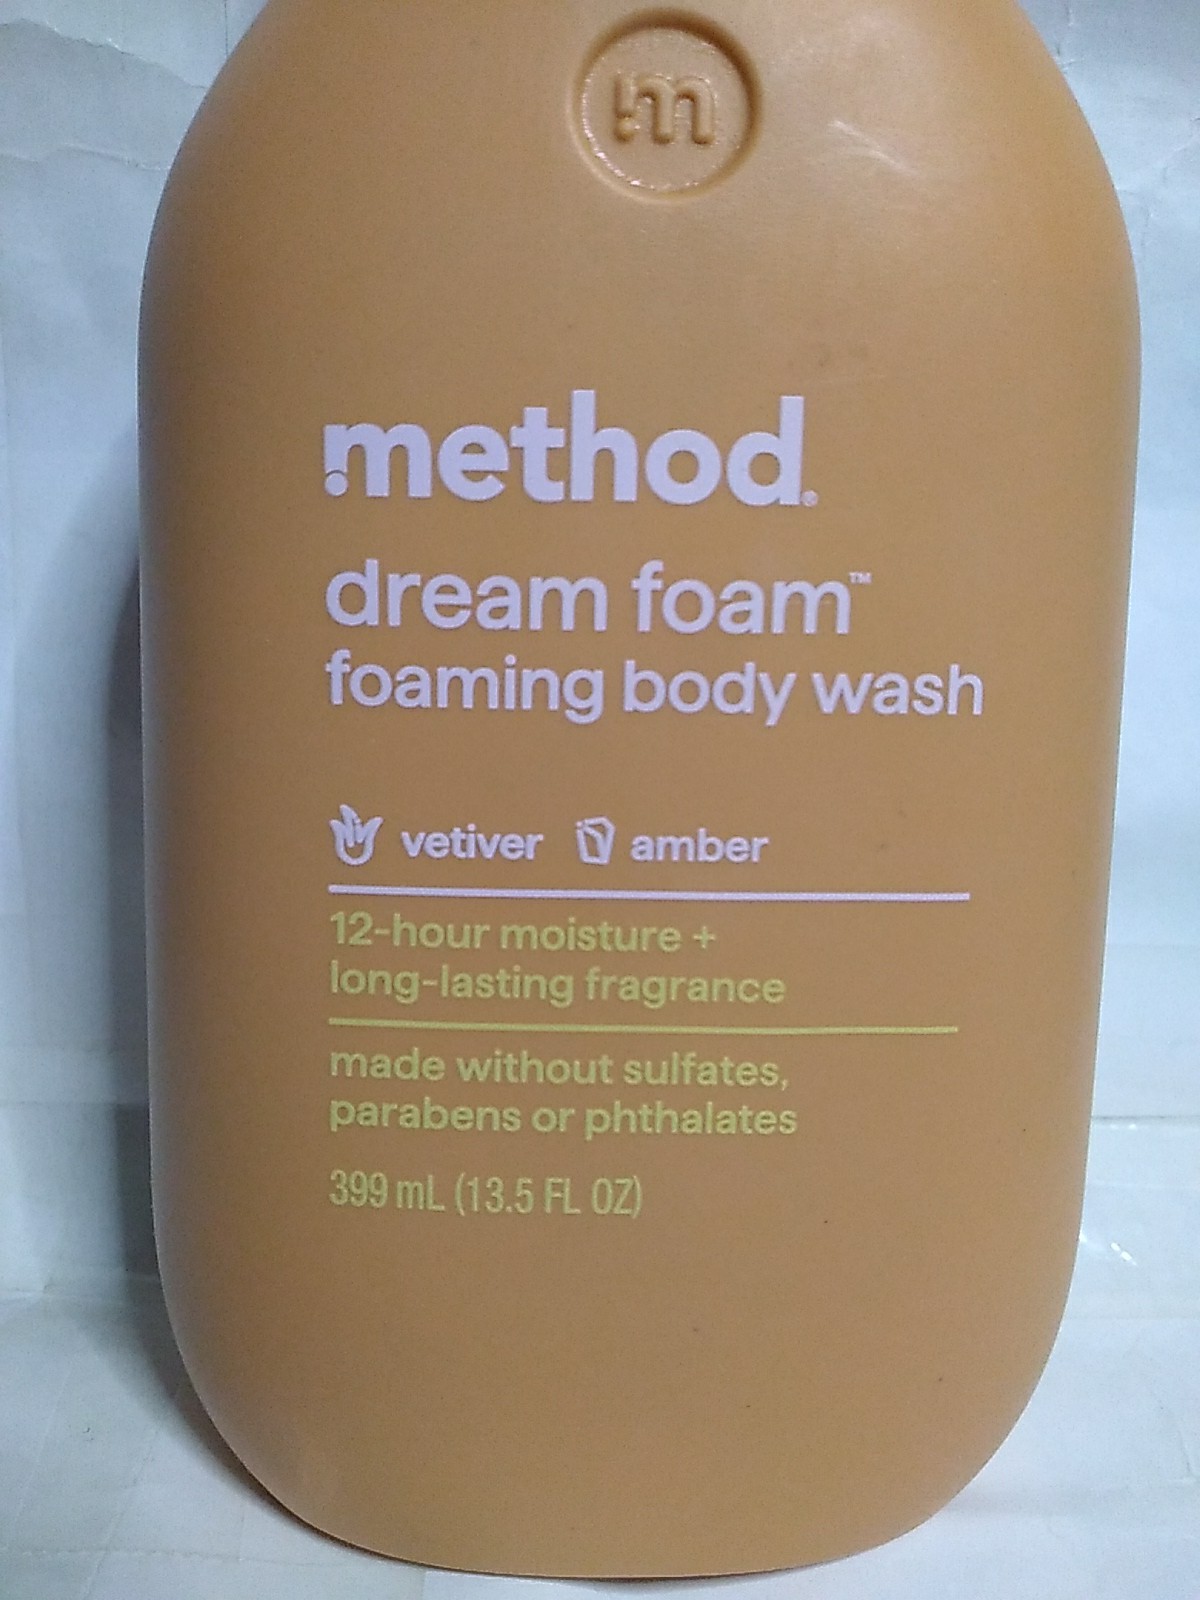 m
method®
dream foam™
foaming body wash
vetiver amber
12-hour moisture +
long-lasting fragrance
made without sulfates,
parabens or phthalates
399 mL (13.5 FL OZ)